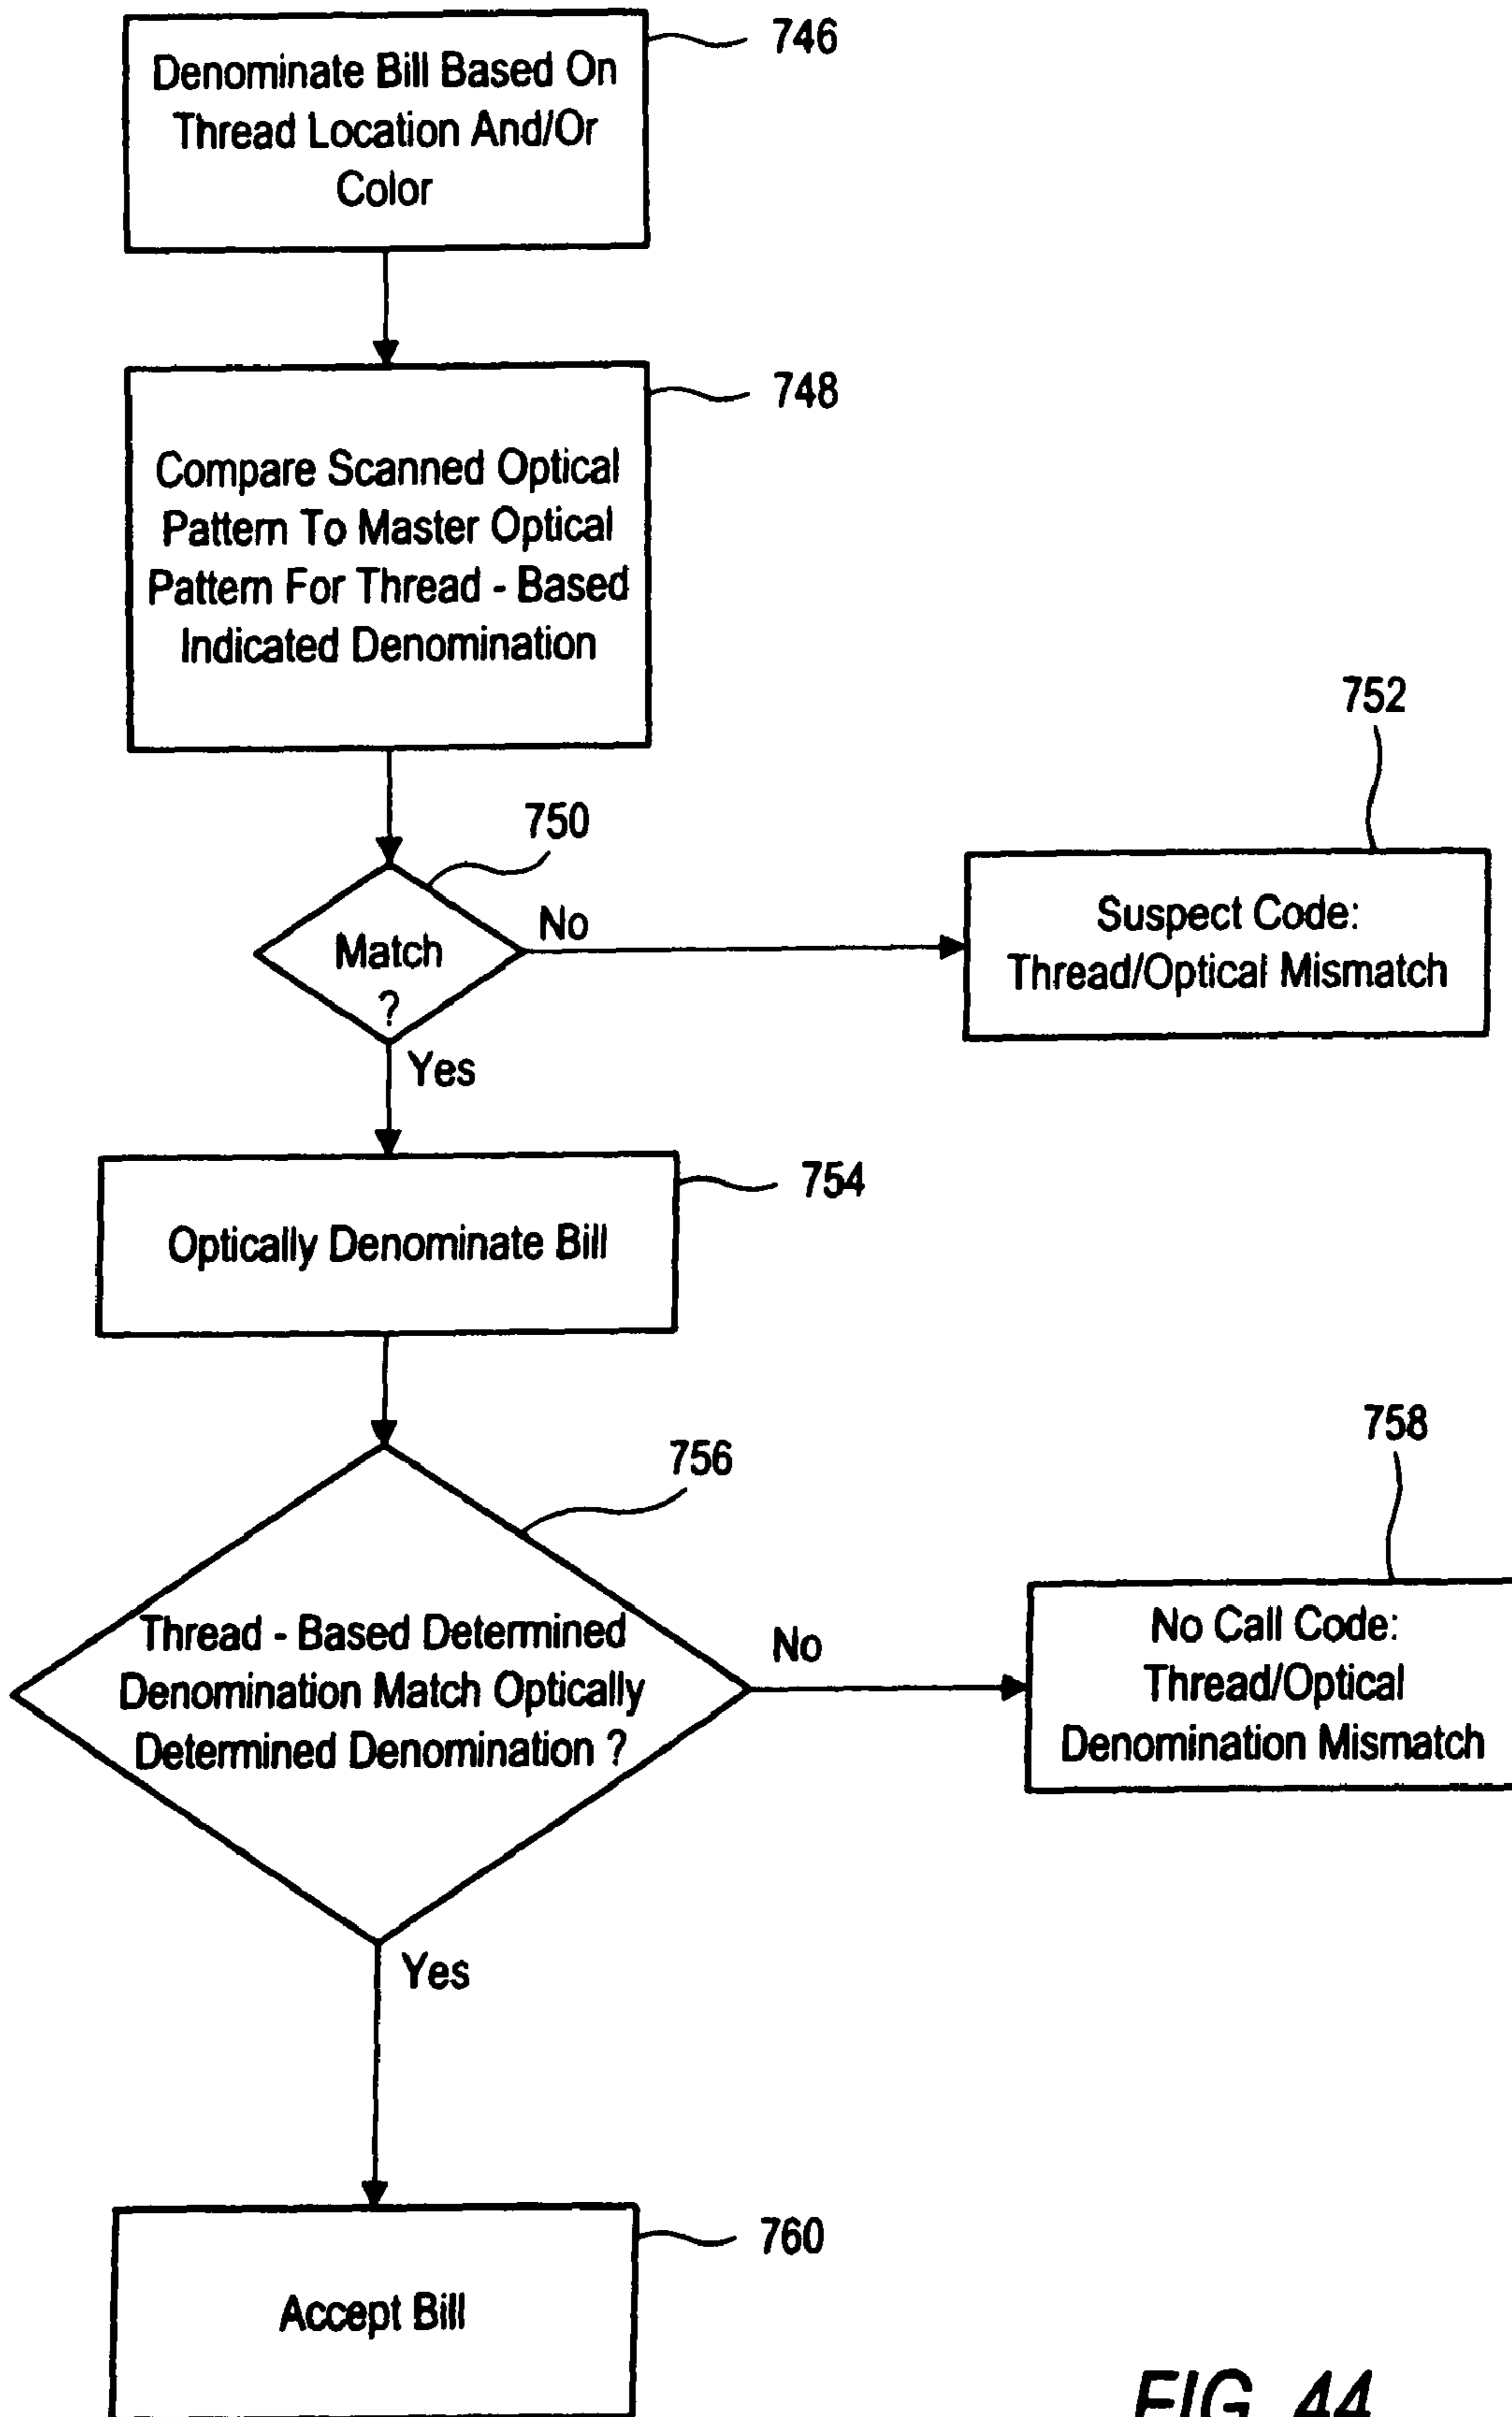 746
Denominate Bill Based On
Thread Location And/Or
Color
748
Compare Scanned Optical
Pattern To Master Optical
Pattern For Thread - Based
Indicated Denomination
752
750
Match
?
No
Suspect Code:
Thread/Optical Mismatch
Yes
754
Optically Denominate Bill
756
758
Thread - Based Determined
Denomination Match Optically
Determined Denomination ?
No
No Call Code:
Thread/Optical
Denomination Mismatch
Yes
760
Accept Bill
FIG. 44